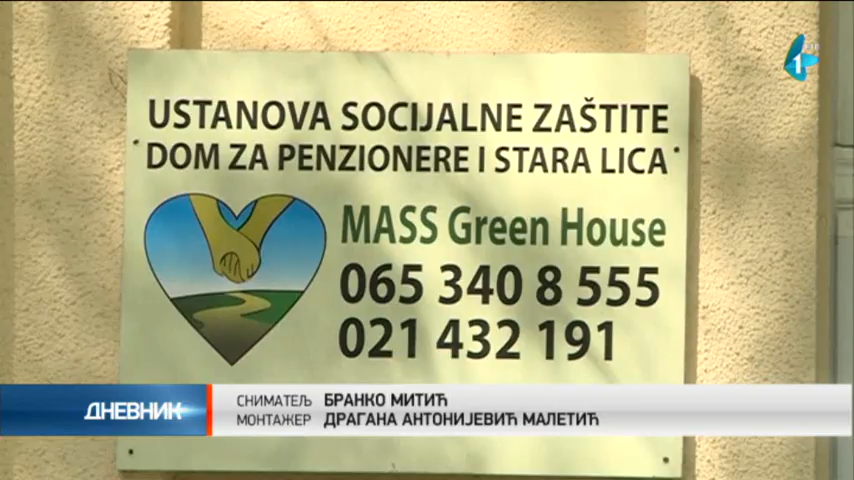 USTANOVA SOCIJALNE ZAŠTITE
DOM ZA PENZIONERE I STARA LICA
MASS Green House
065 340 8 555
021 432 191
ДНЕВНИК
СНИМАТЕЉ БРАНКО МИТИЋ
МОНТАЖЕР ДРАГАНА АНТОНИЈЕВИЋ МАЛЕТИЋ
1